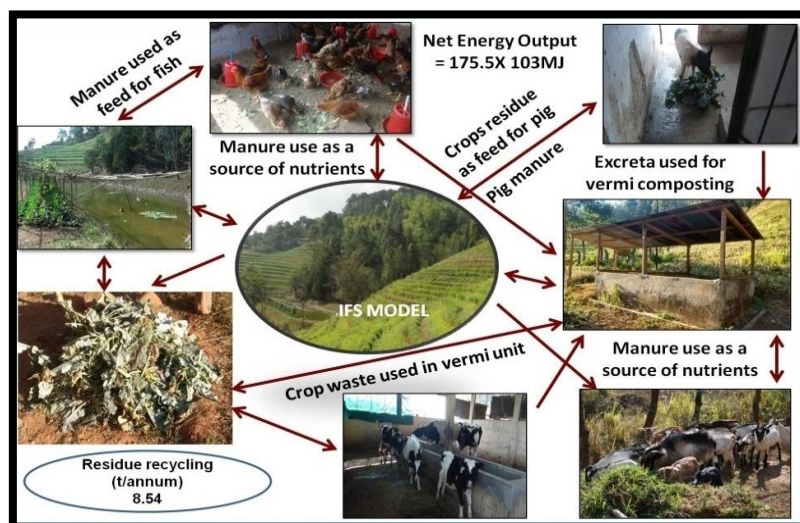 Manure used as
feed for fish
Net Energy Output
= 175.5X 103MJ
Manure use as a
source of nutrients
Crops residue
as feed for pig
Pig manure
Excreta used for
vermi composting
IFS MODEL
Manure use as a
source of nutrients
Crop waste used in vermi unit
Residue recycling
(t/annum)
8.54